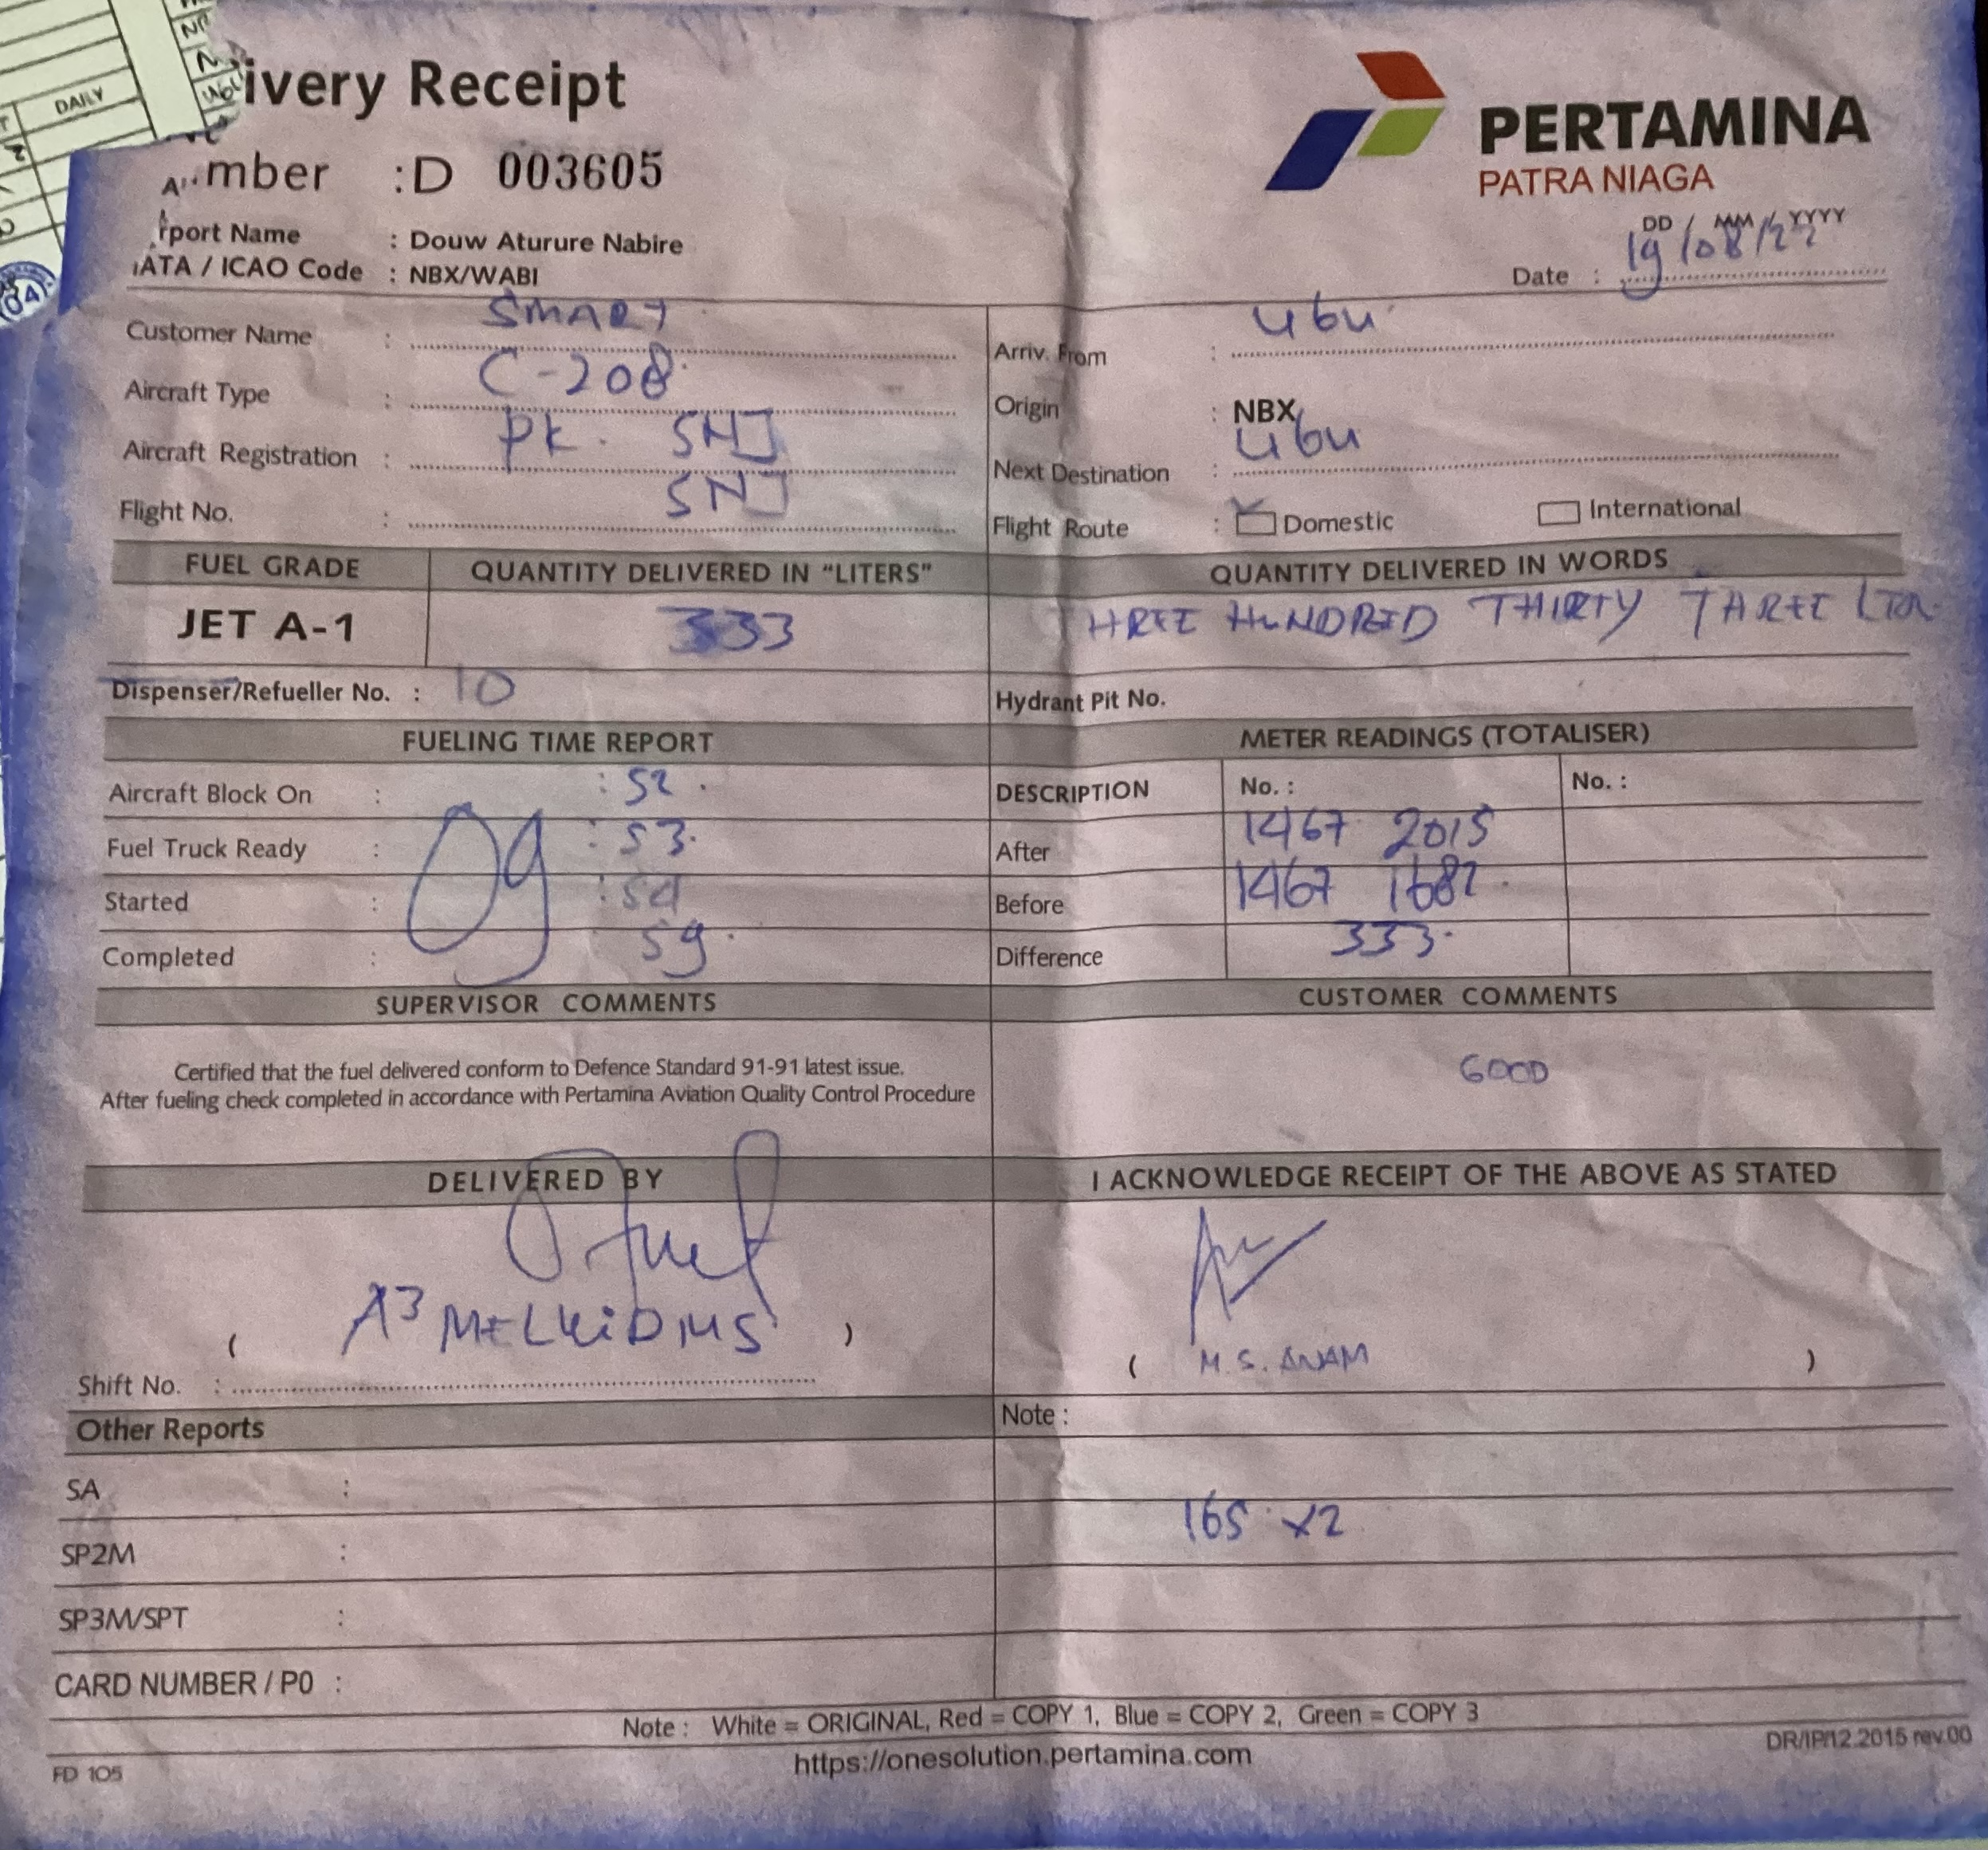 ivery Receipt
mber : D 003605
rport Name : Douw Aturure Nabire
IATA / ICAO Code : NBX/WABI
PERTAMINA
PATRA NIAGA
DD / MM / YYYY
Date : 19/08/22
Customer Name : SMART
Aircraft Type : C-208
Aircraft Registration : PK. SNJ
Flight No. : SNJ
Arriv. From : UBU
Origin : NBX
Next Destination : UBU
Flight Route : Domestic International
FUEL GRADE QUANTITY DELIVERED IN “LITERS” QUANTITY DELIVERED IN WORDS
JET A-1 333 THREE HUNDRED THIRTY THREE LTR
Dispenser/Refueller No. : 10 Hydrant Pit No.
FUELING TIME REPORT
Aircraft Block On : 09 : 52
Fuel Truck Ready : : 53
Started : : 54
Completed : 59
METER READINGS (TOTALISER)
DESCRIPTION No. : No. :
After 1467 2015
Before 1467 1682
Difference 333
SUPERVISOR COMMENTS
Certified that the fuel delivered conform to Defence Standard 91-91 latest issue.
After fueling check completed in accordance with Pertamina Aviation Quality Control Procedure
CUSTOMER COMMENTS
GOOD
DELIVERED BY
( A3 )
Shift No. :
I ACKNOWLEDGE RECEIPT OF THE ABOVE AS STATED
( M.S. ANAM )
Other Reports
SA :
SP2M :
SP3M/SPT :
CARD NUMBER / P0 :
Note :
165 x2
Note : White = ORIGINAL, Red = COPY 1, Blue = COPY 2, Green = COPY 3
https://onesolution.pertamina.com
FD 105
DR/IP/12.2015 rev.00
DAILY